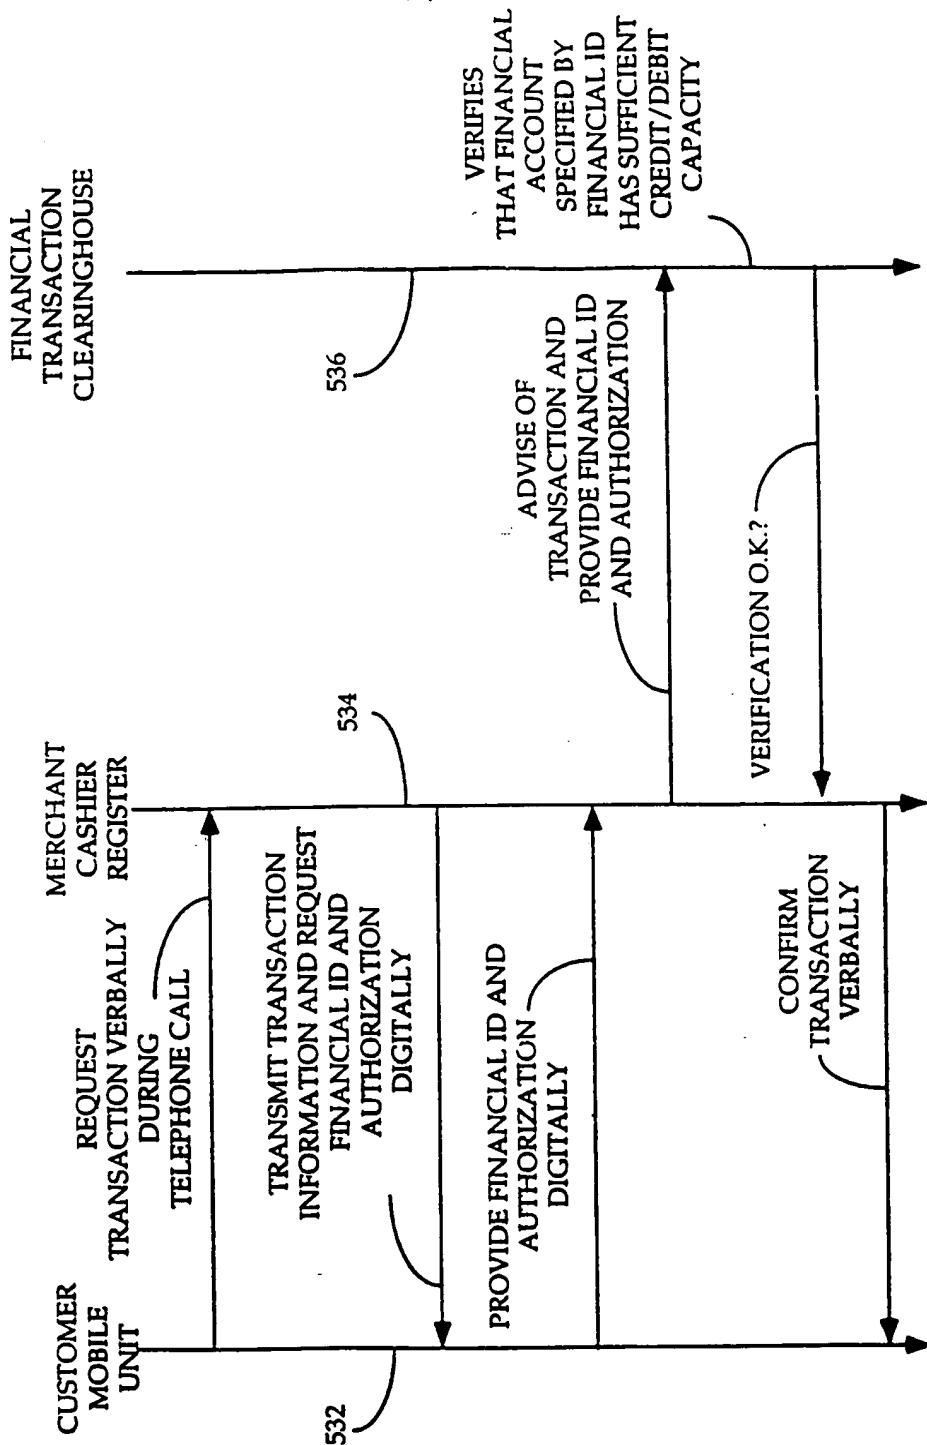 CUSTOMER
MOBILE
UNIT
REQUEST
TRANSACTION VERBALLY
DURING
TELEPHONE CALL
MERCHANT
CASHIER
REGISTER
FINANCIAL
TRANSACTION
CLEARINGHOUSE
532
534
536
TRANSMIT TRANSACTION
INFORMATION AND REQUEST
FINANCIAL ID AND
AUTHORIZATION
DIGITALLY
PROVIDE FINANCIAL ID AND
AUTHORIZATION
DIGITALLY
ADVISE OF
TRANSACTION AND
PROVIDE FINANCIAL ID
AND AUTHORIZATION
VERIFIES
THAT FINANCIAL
ACCOUNT
SPECIFIED BY
FINANCIAL ID
HAS SUFFICIENT
CREDIT/DEBIT
CAPACITY
VERIFICATION O.K.?
CONFIRM
TRANSACTION
VERBALLY